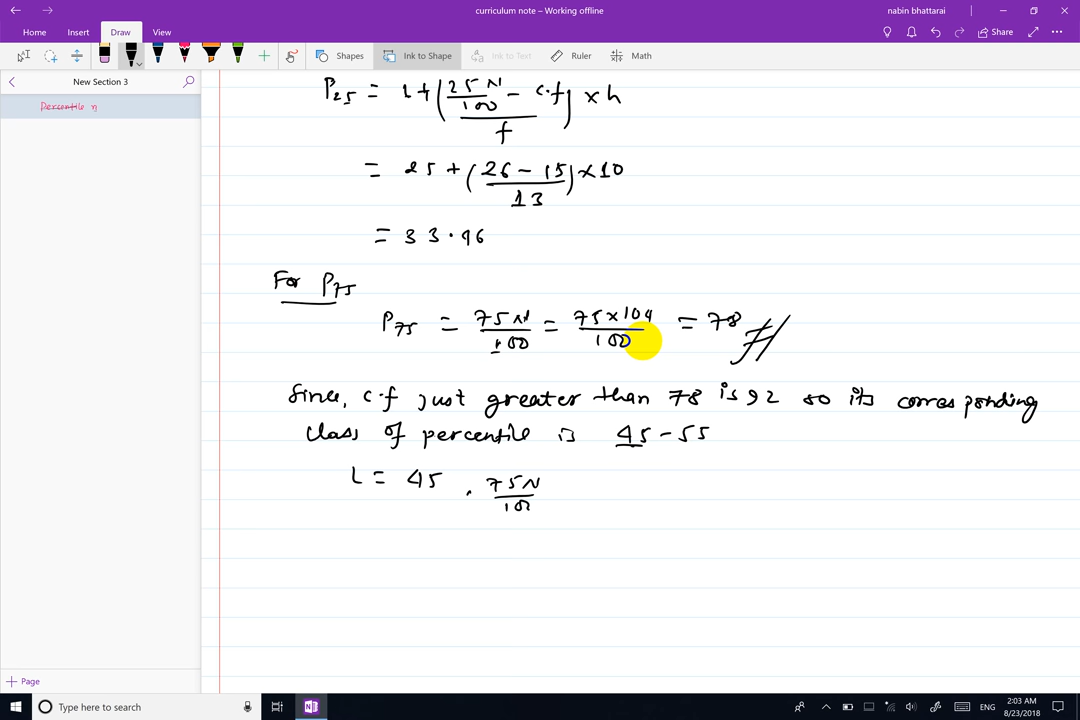 curriculum note – Working offline
nabin bhattarai
Home Insert Draw View
Share
Shapes Ink to Shape Ink to Text Ruler Math
New Section 3
Percentile
P25 = L + (25N/100 - c.f / f) × h
= 25 + (26 - 15 / 13) × 10
= 33.46
For P75
P75 = 75N/100 = 75×104/100 = 78
Since, c.f just greater than 78 is 92 so its corresponding
class of percentile is 45-55
L = 45 , 75N/100
Page
Type here to search
ENG
2:03 AM
8/23/2018